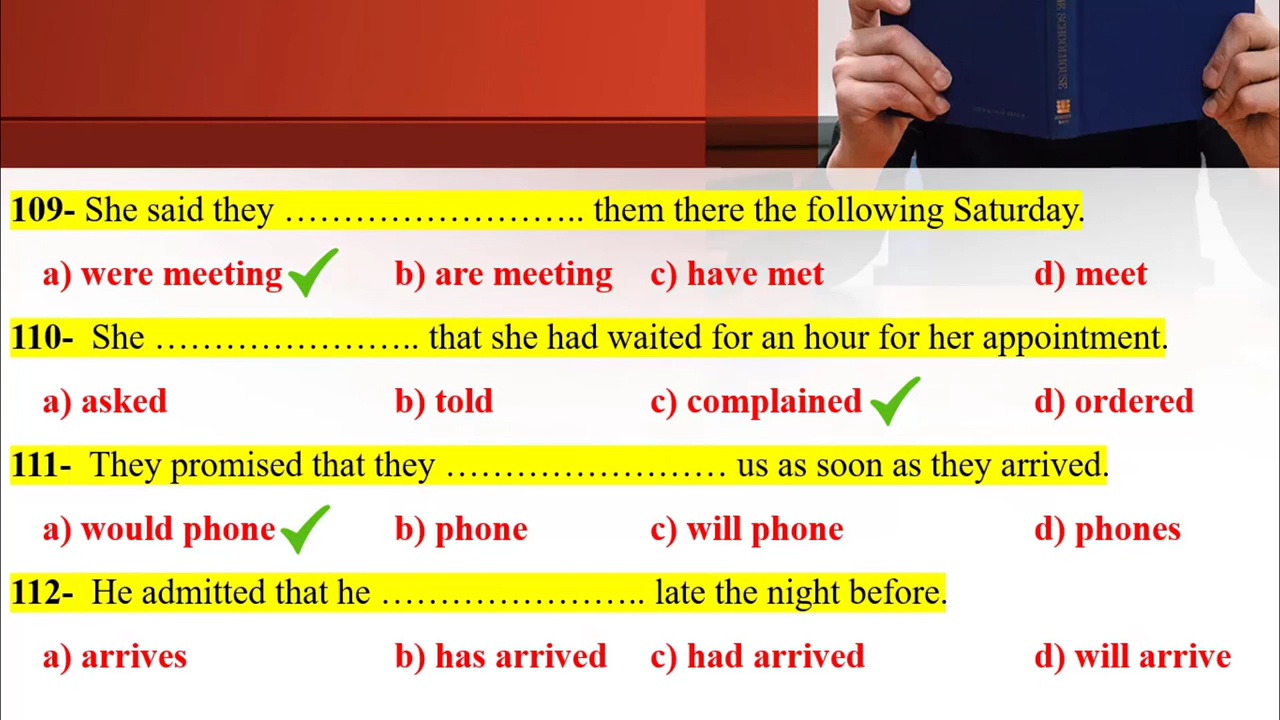 SCHOOLHOUSE
109- She said they ……………………….. them there the following Saturday.
a) were meeting b) are meeting c) have met d) meet
110- She ………………….. that she had waited for an hour for her appointment.
a) asked b) told c) complained d) ordered
111- They promised that they …………………… us as soon as they arrived.
a) would phone b) phone c) will phone d) phones
112- He admitted that he ………………….. late the night before.
a) arrives b) has arrived c) had arrived d) will arrive